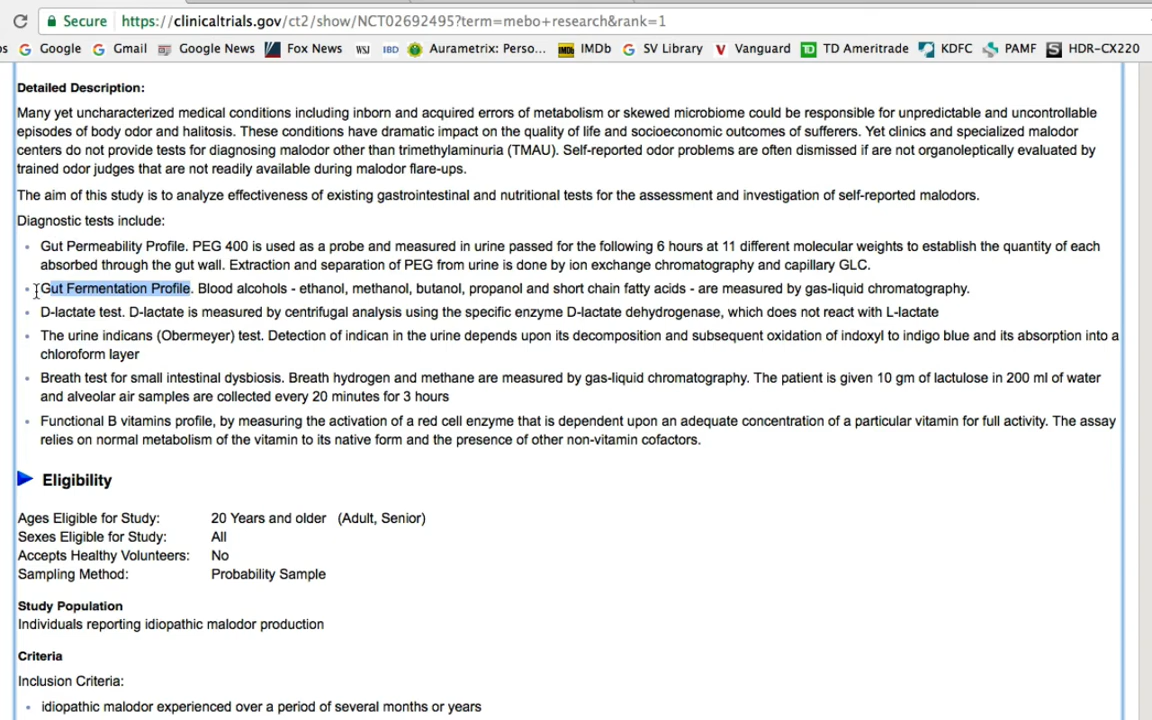 Secure https://clinicaltrials.gov/ct2/show/NCT02692495?term=mebo+research&rank=1
Google Gmail Google News Fox News WSJ IBD Aurametrix: Perso... IMDb SV Library Vanguard TD Ameritrade KDFC PAMF HDR-CX220
Detailed Description:
Many yet uncharacterized medical conditions including inborn and acquired errors of metabolism or skewed microbiome could be responsible for unpredictable and uncontrollable
episodes of body odor and halitosis. These conditions have dramatic impact on the quality of life and socioeconomic outcomes of sufferers. Yet clinics and specialized malodor
centers do not provide tests for diagnosing malodor other than trimethylaminuria (TMAU). Self-reported odor problems are often dismissed if are not organoleptically evaluated by
trained odor judges that are not readily available during malodor flare-ups.
The aim of this study is to analyze effectiveness of existing gastrointestinal and nutritional tests for the assessment and investigation of self-reported malodors.
Diagnostic tests include:
Gut Permeability Profile. PEG 400 is used as a probe and measured in urine passed for the following 6 hours at 11 different molecular weights to establish the quantity of each
absorbed through the gut wall. Extraction and separation of PEG from urine is done by ion exchange chromatography and capillary GLC.
Gut Fermentation Profile. Blood alcohols - ethanol, methanol, butanol, propanol and short chain fatty acids - are measured by gas-liquid chromatography.
D-lactate test. D-lactate is measured by centrifugal analysis using the specific enzyme D-lactate dehydrogenase, which does not react with L-lactate
The urine indicans (Obermeyer) test. Detection of indican in the urine depends upon its decomposition and subsequent oxidation of indoxyl to indigo blue and its absorption into a
chloroform layer
Breath test for small intestinal dysbiosis. Breath hydrogen and methane are measured by gas-liquid chromatography. The patient is given 10 gm of lactulose in 200 ml of water
and alveolar air samples are collected every 20 minutes for 3 hours
Functional B vitamins profile, by measuring the activation of a red cell enzyme that is dependent upon an adequate concentration of a particular vitamin for full activity. The assay
relies on normal metabolism of the vitamin to its native form and the presence of other non-vitamin cofactors.
Eligibility
Ages Eligible for Study: 20 Years and older (Adult, Senior)
Sexes Eligible for Study: All
Accepts Healthy Volunteers: No
Sampling Method: Probability Sample
Study Population
Individuals reporting idiopathic malodor production
Criteria
Inclusion Criteria:
idiopathic malodor experienced over a period of several months or years